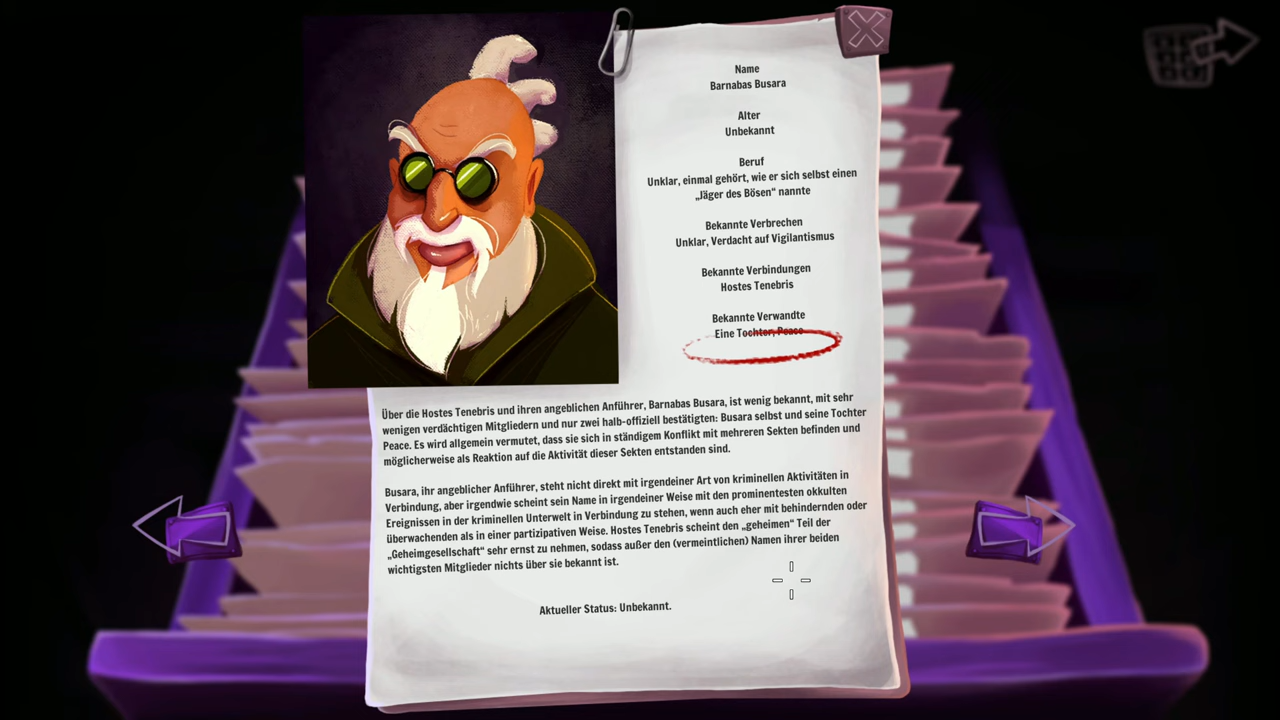 Name
Barnabas Busara
Alter
Unbekannt
Beruf
Unklar, einmal gehört, wie er sich selbst einen
„Jäger des Bösen“ nannte
Bekannte Verbrechen
Unklar, Verdacht auf Vigilantismus
Bekannte Verbindungen
Hostes Tenebris
Bekannte Verwandte
Eine Tochter, Peace
Über die Hostes Tenebris und ihren angeblichen Anführer, Barnabas Busara, ist wenig bekannt, mit sehr
wenigen verdächtigen Mitgliedern und nur zwei halb-offiziell bestätigten: Busara selbst und seine Tochter
Peace. Es wird allgemein vermutet, dass sie sich in ständigem Konflikt mit mehreren Sekten befinden und
möglicherweise als Reaktion auf die Aktivität dieser Sekten entstanden sind.
Busara, ihr angeblicher Anführer, steht nicht direkt mit irgendeiner Art von kriminellen Aktivitäten in
Verbindung, aber irgendwie scheint sein Name in irgendeiner Weise mit den prominentesten okkulten
Ereignissen in der kriminellen Unterwelt in Verbindung zu stehen, wenn auch eher mit behindernden oder
überwachenden als in einer partizipativen Weise. Hostes Tenebris scheint den „geheimen“ Teil der
„Geheimgesellschaft“ sehr ernst zu nehmen, sodass außer den (vermeintlichen) Namen ihrer beiden
wichtigsten Mitglieder nichts über sie bekannt ist.
Aktueller Status: Unbekannt.